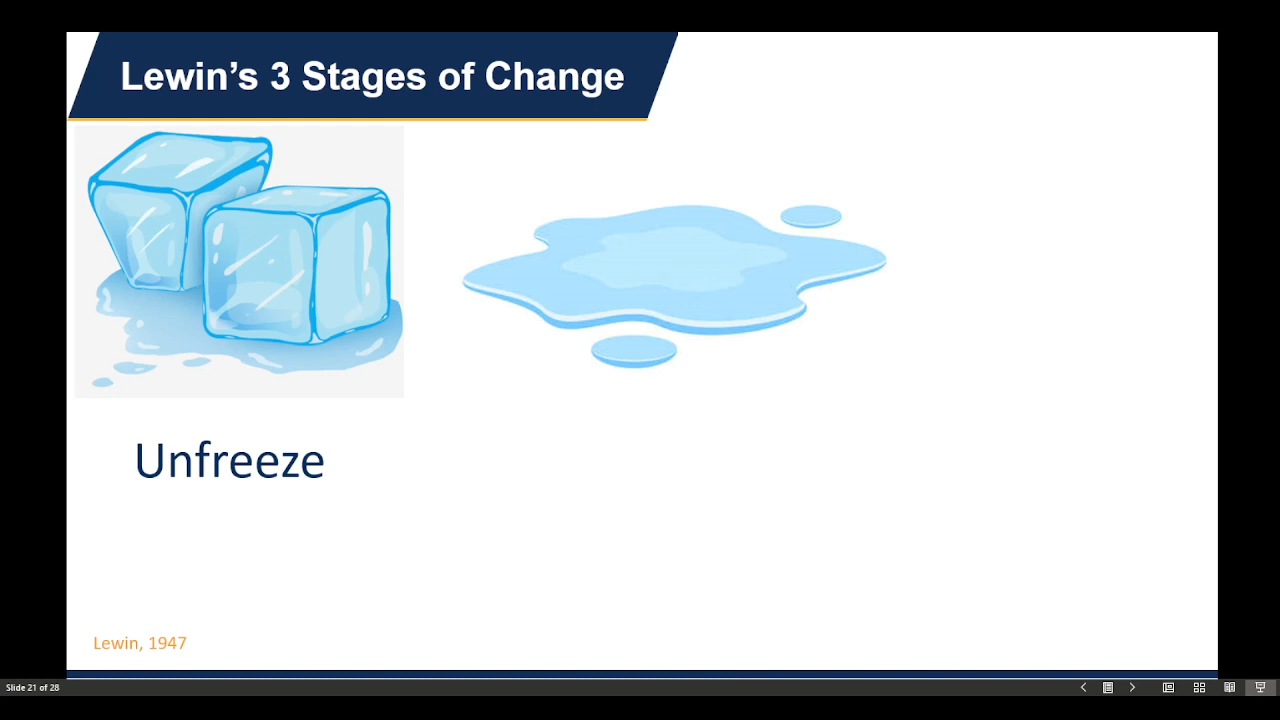 Lewin’s 3 Stages of Change
Unfreeze
Lewin, 1947
Slide 21 of 28